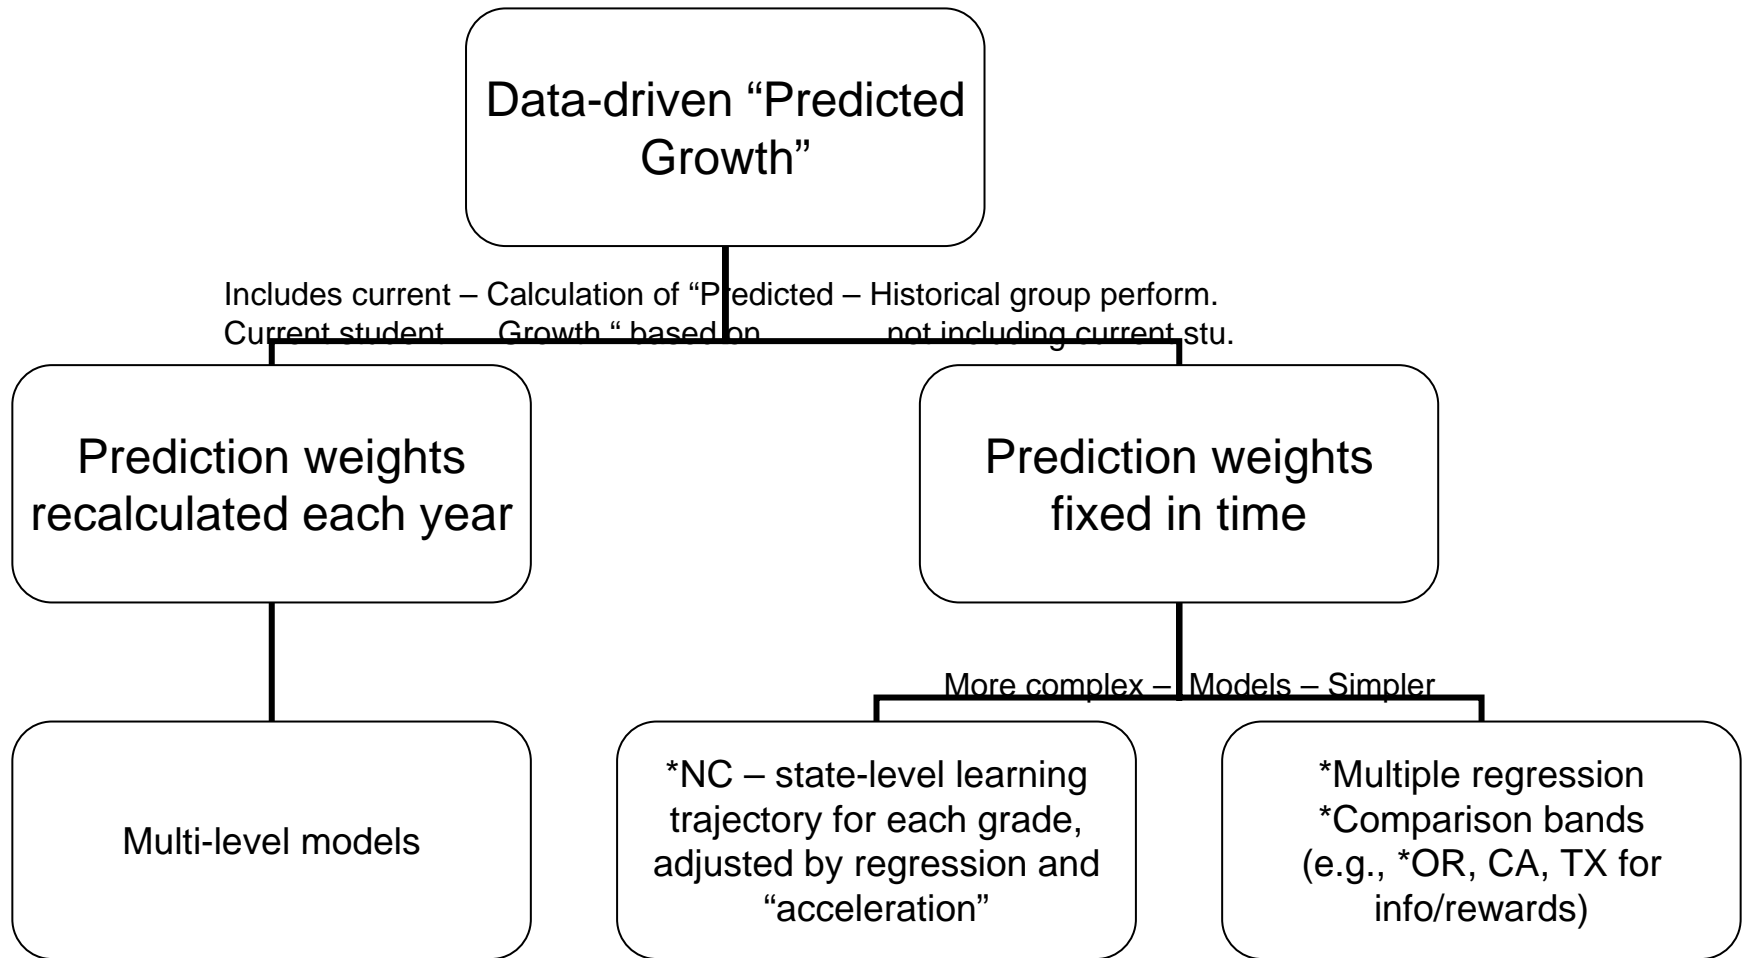 Data-driven “Predicted
Growth”
Includes current – Calculation of “Predicted – Historical group perform.
Current student Growth “ based on not including current stu.
Prediction weights
recalculated each year
Prediction weights
fixed in time
More complex – Models – Simpler
Multi-level models
*NC – state-level learning
trajectory for each grade,
adjusted by regression and
“acceleration”
*Multiple regression
*Comparison bands
(e.g., *OR, CA, TX for
info/rewards)